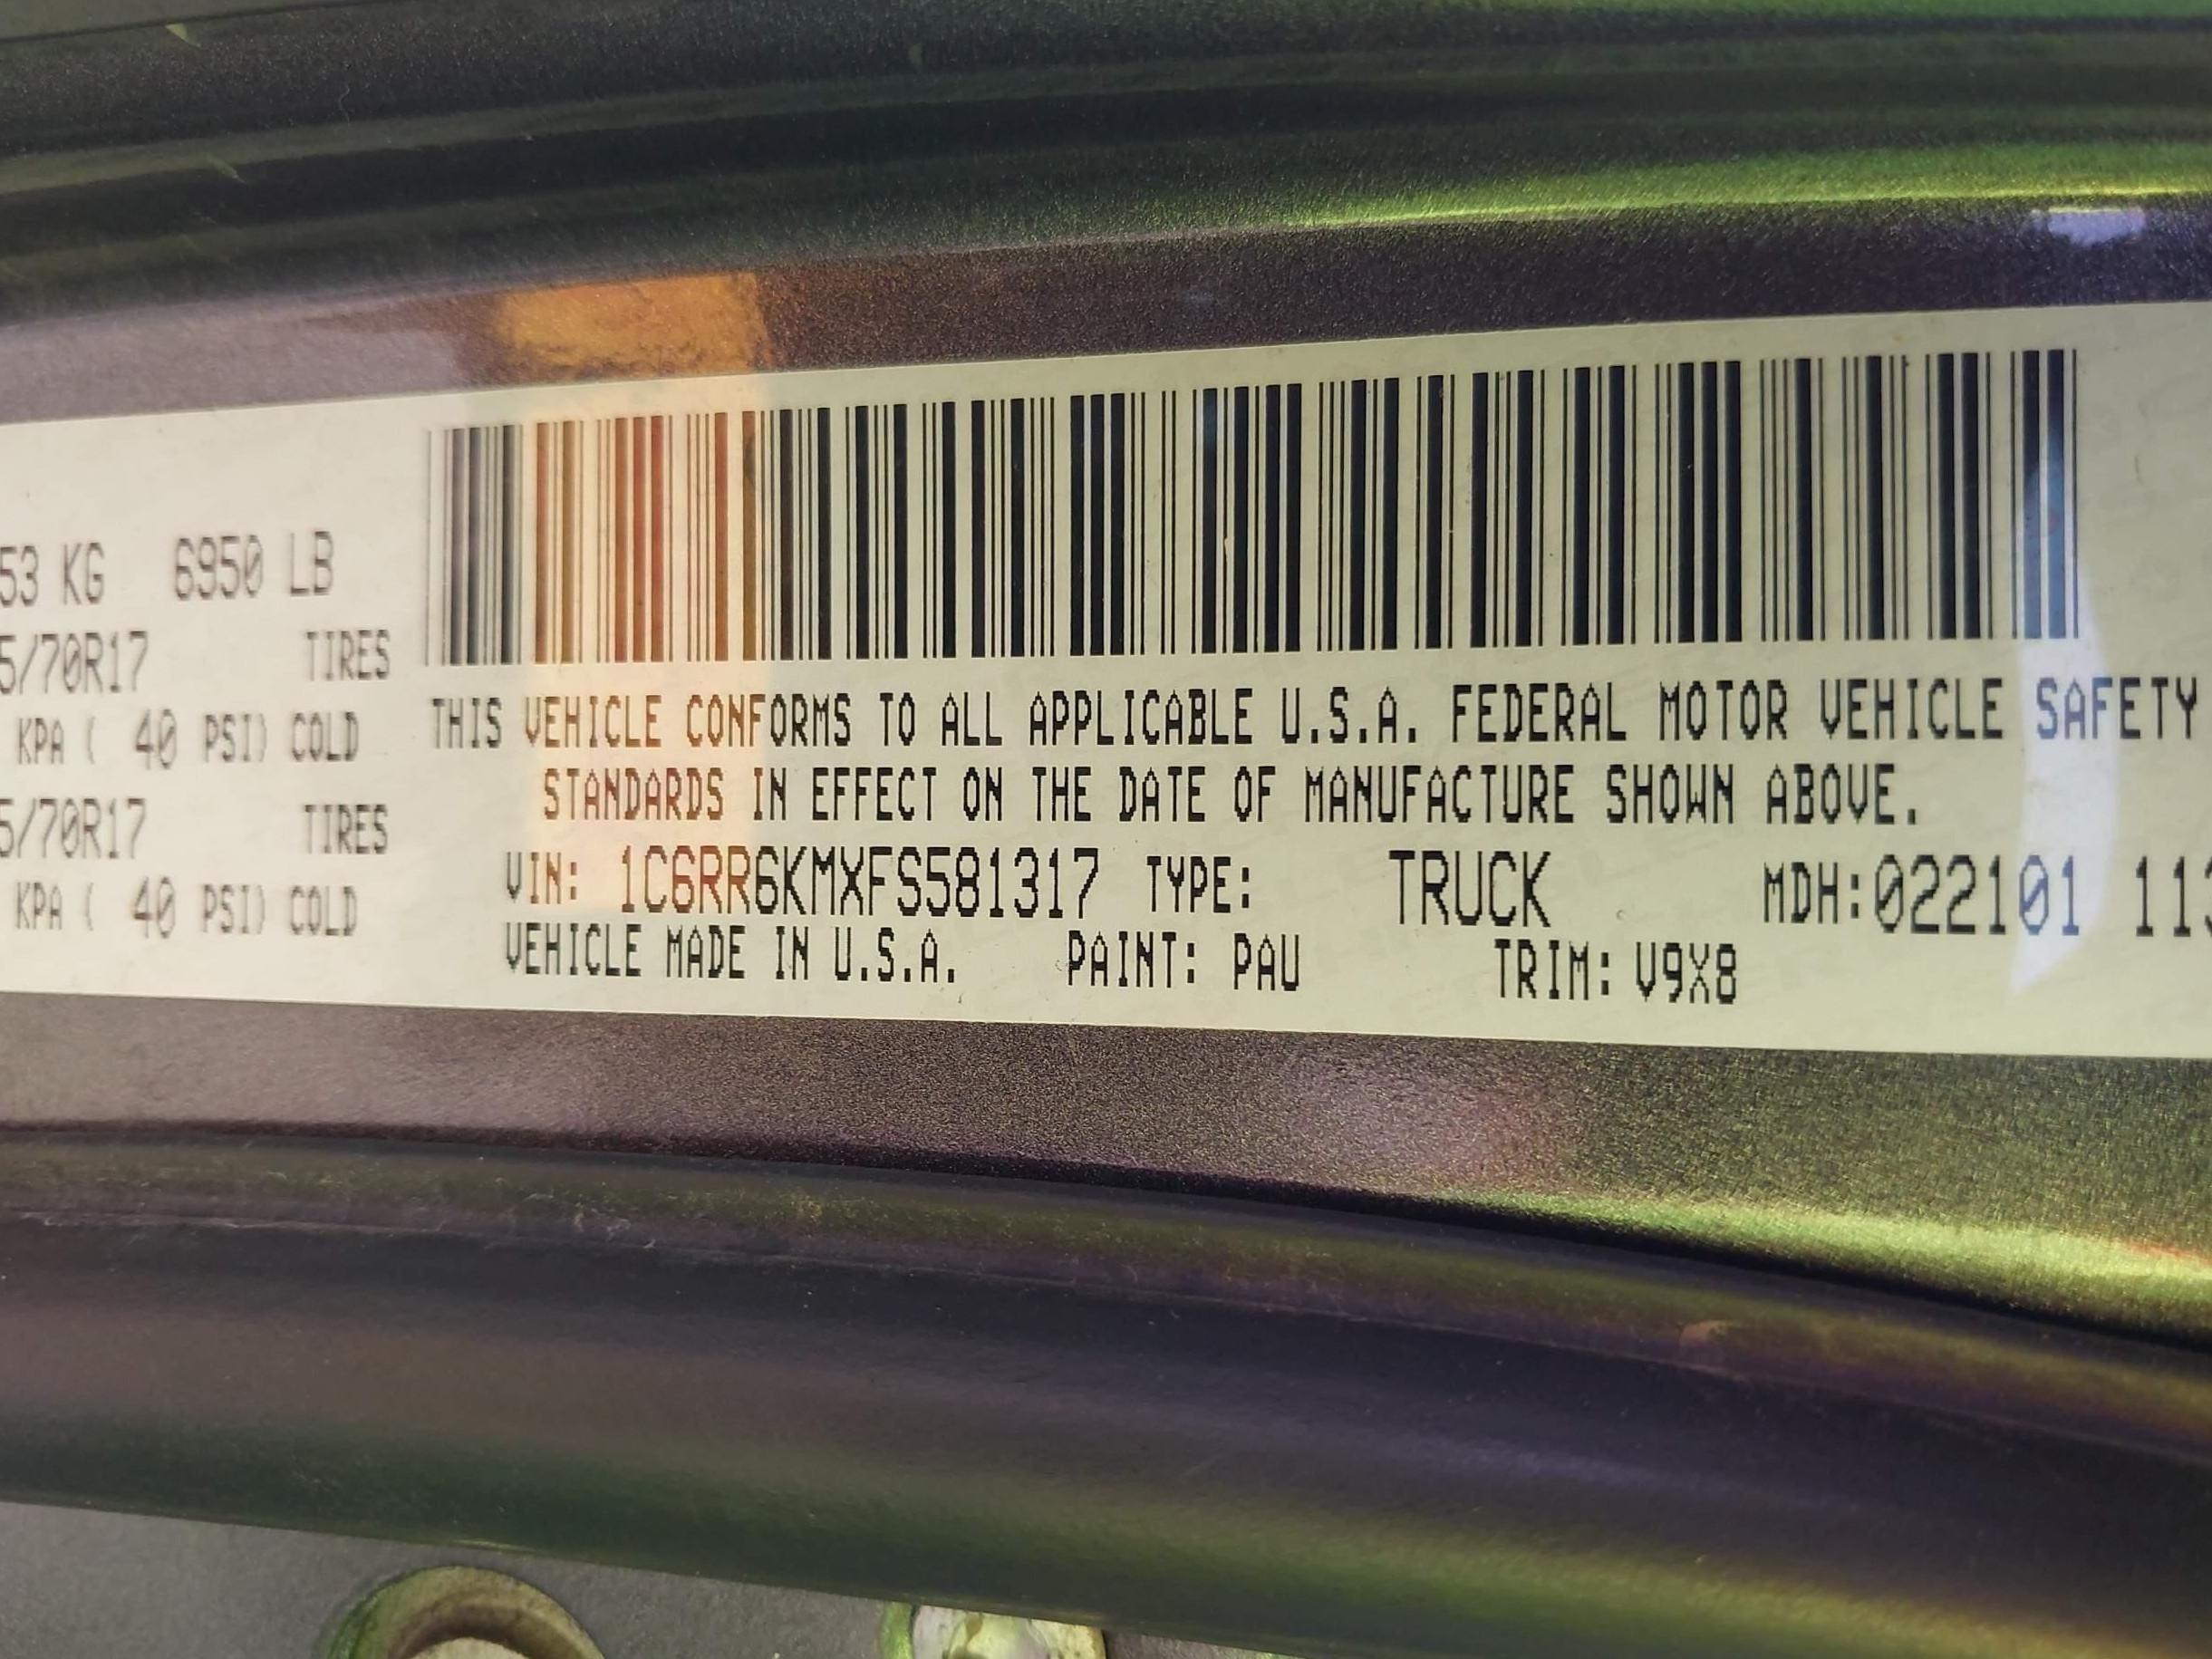 53 KG 6950 LB
5/70R17 TIRES
KPA ( 40 PSI) COLD
5/70R17 TIRES
KPA ( 40 PSI) COLD
THIS VEHICLE CONFORMS TO ALL APPLICABLE U.S.A. FEDERAL MOTOR VEHICLE SAFETY
STANDARDS IN EFFECT ON THE DATE OF MANUFACTURE SHOWN ABOVE.
VIN: 1C6RR6KMXFS581317 TYPE: TRUCK MDH:022101 11
VEHICLE MADE IN U.S.A. PAINT: PAU TRIM: V9X8